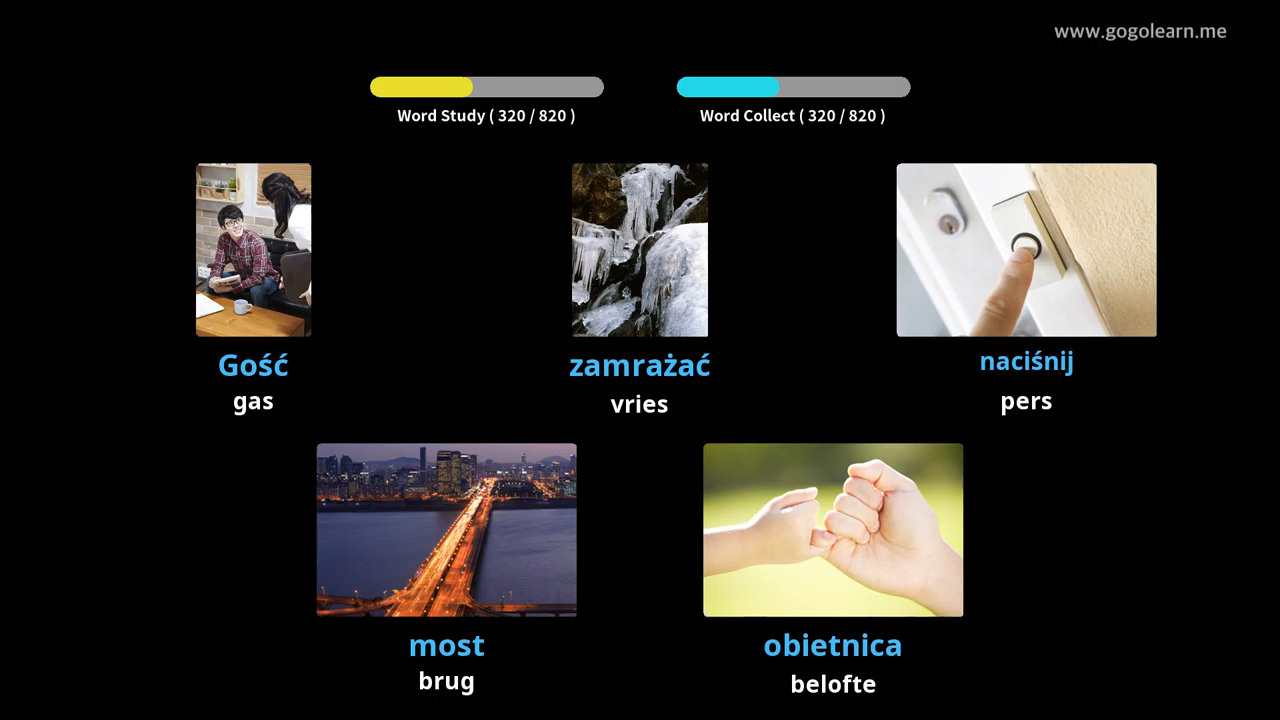 www.gogolearn.me
Word Study ( 320 / 820 )
Word Collect ( 320 / 820 )
Gość
gas
zamrażać
vries
naciśnij
pers
most
brug
obietnica
belofte